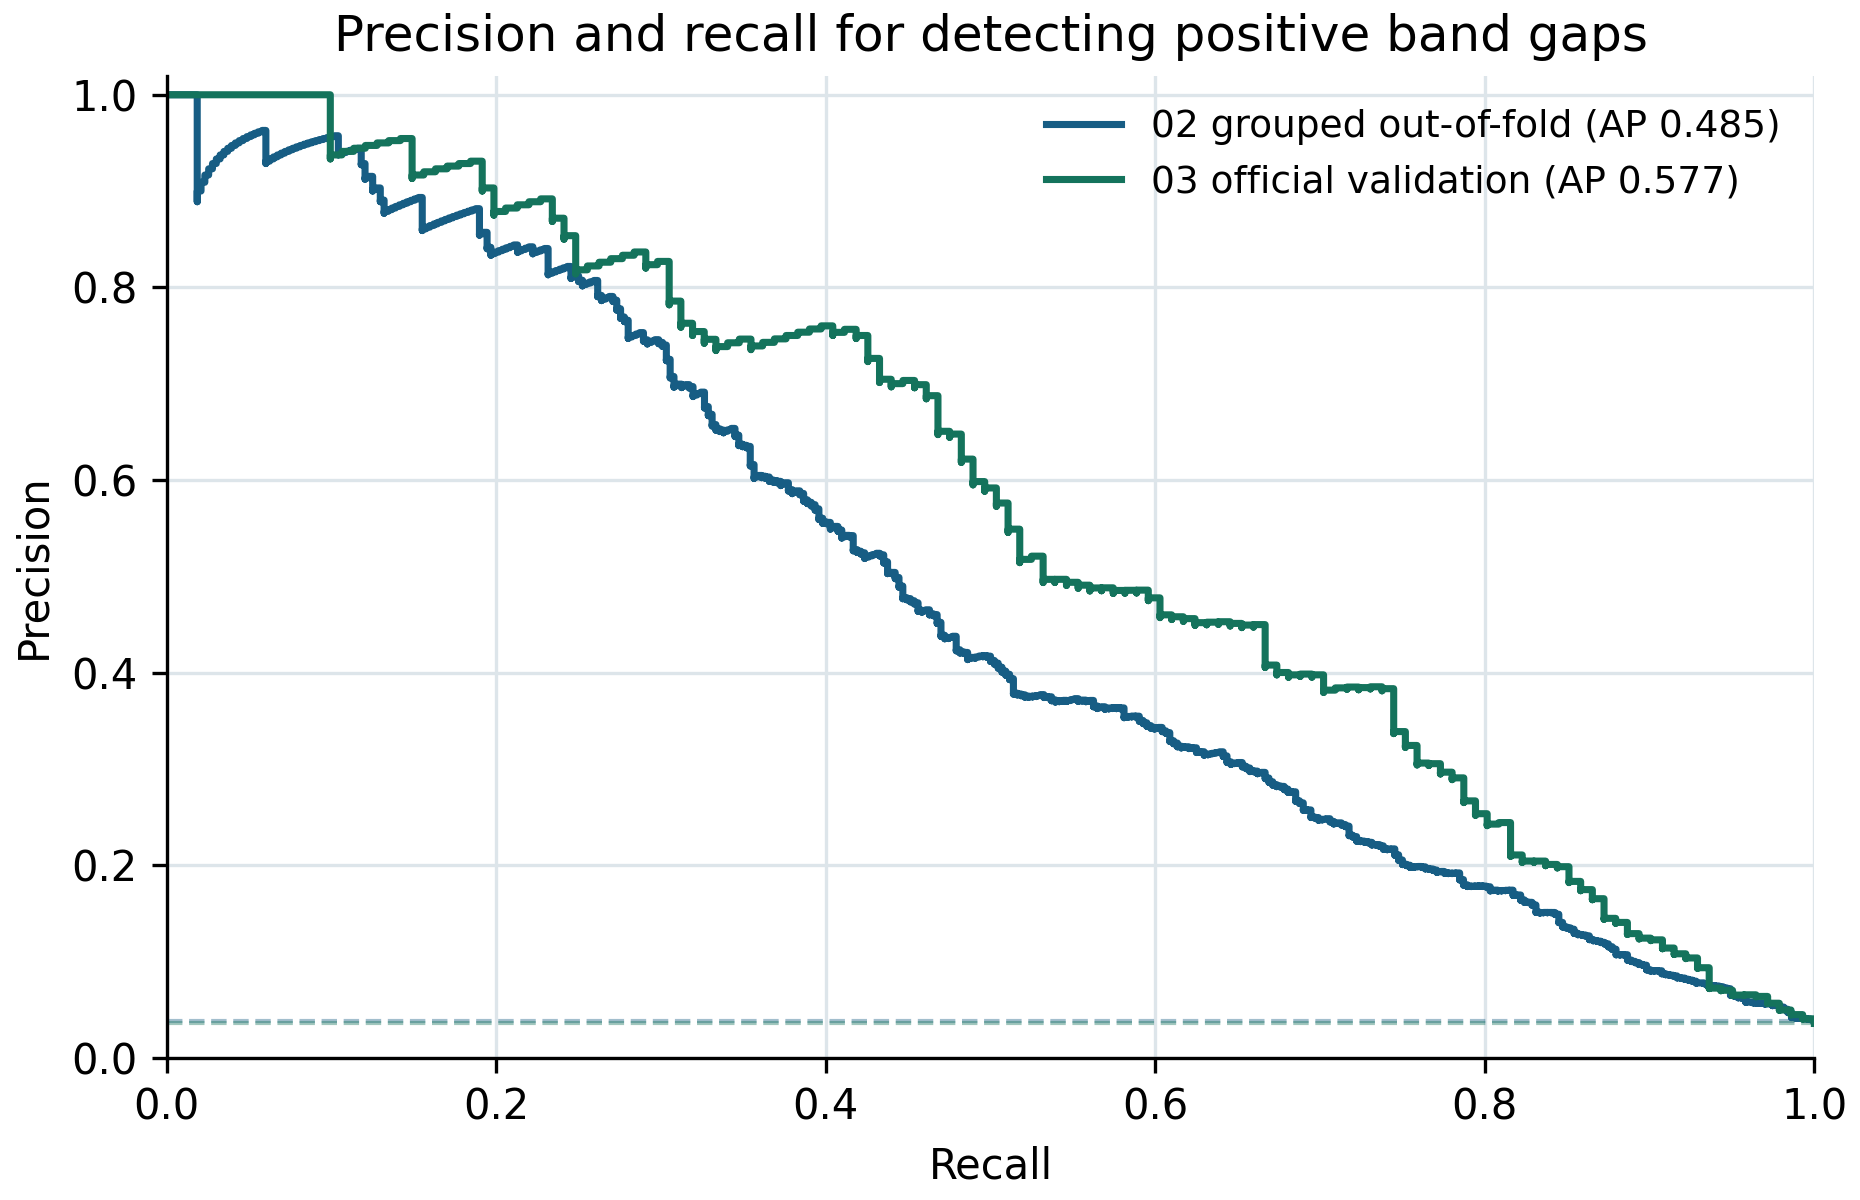 Precision and recall for detecting positive band gaps
02 grouped out-of-fold (AP 0.485)
03 official validation (AP 0.577)
1.0
0.8
0.6
0.4
0.2
0.0
Precision
0.0 0.2 0.4 0.6 0.8 1.0
Recall